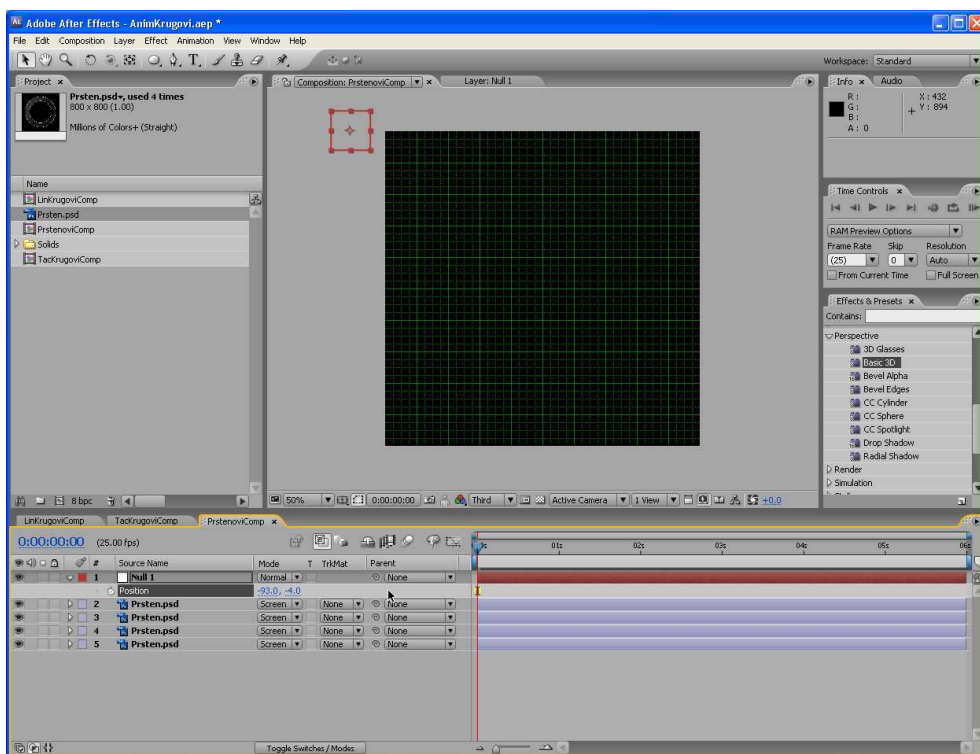 Adobe After Effects - AnimKrugovi.aep *
File Edit Composition Layer Effect Animation View Window Help
Workspace: Standard
Project
Prsten.psd, used 4 times
800 x 800 (1.00)
Millions of Colors+ (Straight)
Name
LinKrugoviComp
Prsten.psd
PrstenoviComp
Solids
TacKrugoviComp
8 bpc
Composition: PrstenoviComp
Layer: Null 1
50%
0:00:00:00
Third
Active Camera
1 View
+0.0
Info
Audio
R :
G :
B :
A : 0
X : 432
Y : 894
Time Controls
RAM Preview Options
Frame Rate Skip Resolution
(25) 0 Auto
From Current Time
Full Screen
Effects & Presets
Contains:
Perspective
3D Glasses
Basic 3D
Bevel Alpha
Bevel Edges
CC Cylinder
CC Sphere
CC Spotlight
Drop Shadow
Radial Shadow
Render
Simulation
LinKrugoviComp
TacKrugoviComp
PrstenoviComp
0:00:00:00 (25.00 fps)
# Source Name Mode T TrkMat Parent
01s 02s 03s 04s 05s 06s
1 Null 1 Normal None
Position -93.0, -4.0
2 Prsten.psd Screen None None
3 Prsten.psd Screen None None
4 Prsten.psd Screen None None
5 Prsten.psd Screen None None
Toggle Switches / Modes